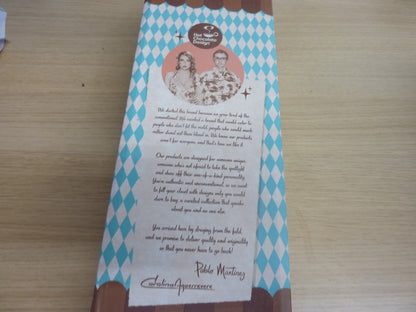 Hot
Chocolate
Design
We started this brand because we grew tired of the
conventional. We wanted a brand that would cater to
people who don't fit the mold, people who would much
rather stand out than blend in. We know our products
aren't for everyone, and that's how we like it.
Our products are designed for someone unique,
someone who's not afraid to take the spotlight
and show off their one-of-a-kind personality.
You're authentic and unconventional, so we want
to fill your closet with designs only you would
dare to buy; a curated collection that speaks
about you and no one else.
You arrived here by straying from the fold,
and we promise to deliver quality and originality
so that you never have to go back!
Pablo Martínez
Carolina Aguerrevere